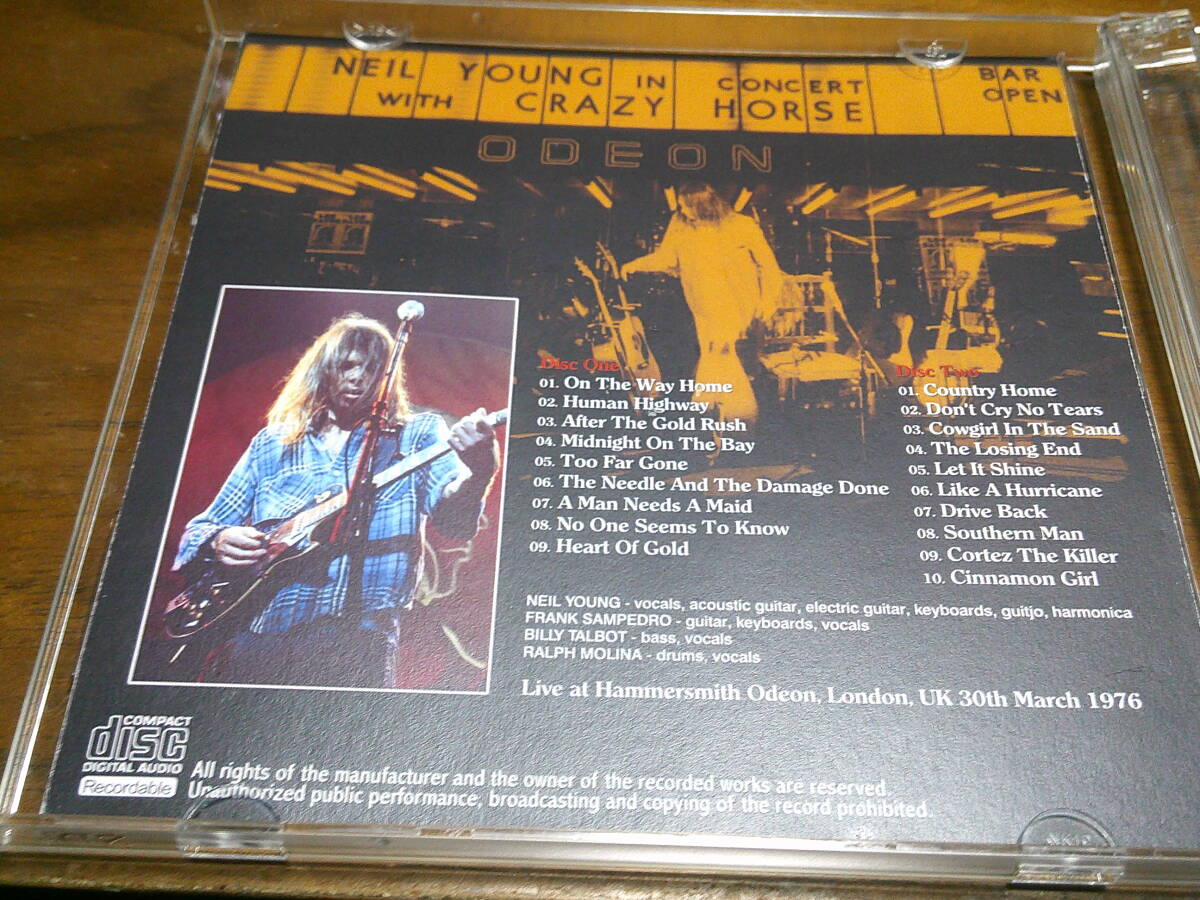 NEIL YOUNG IN CONCERT BAR
WITH CRAZY HORSE OPEN
ODEON
Disc One
01. On The Way Home
02. Human Highway
03. After The Gold Rush
04. Midnight On The Bay
05. Too Far Gone
06. The Needle And The Damage Done
07. A Man Needs A Maid
08. No One Seems To Know
09. Heart Of Gold
Disc Two
01. Country Home
02. Don't Cry No Tears
03. Cowgirl In The Sand
04. The Losing End
05. Let It Shine
06. Like A Hurricane
07. Drive Back
08. Southern Man
09. Cortez The Killer
10. Cinnamon Girl
NEIL YOUNG - vocals, acoustic guitar, electric guitar, keyboards, guitjo, harmonica
FRANK SAMPEDRO - guitar, keyboards, vocals
BILLY TALBOT - bass, vocals
RALPH MOLINA - drums, vocals
Live at Hammersmith Odeon, London, UK 30th March 1976
COMPACT
disc
DIGITAL AUDIO
Recordable
All rights of the manufacturer and the owner of the recorded works are reserved.
Unauthorized public performance, broadcasting and copying of the record prohibited.